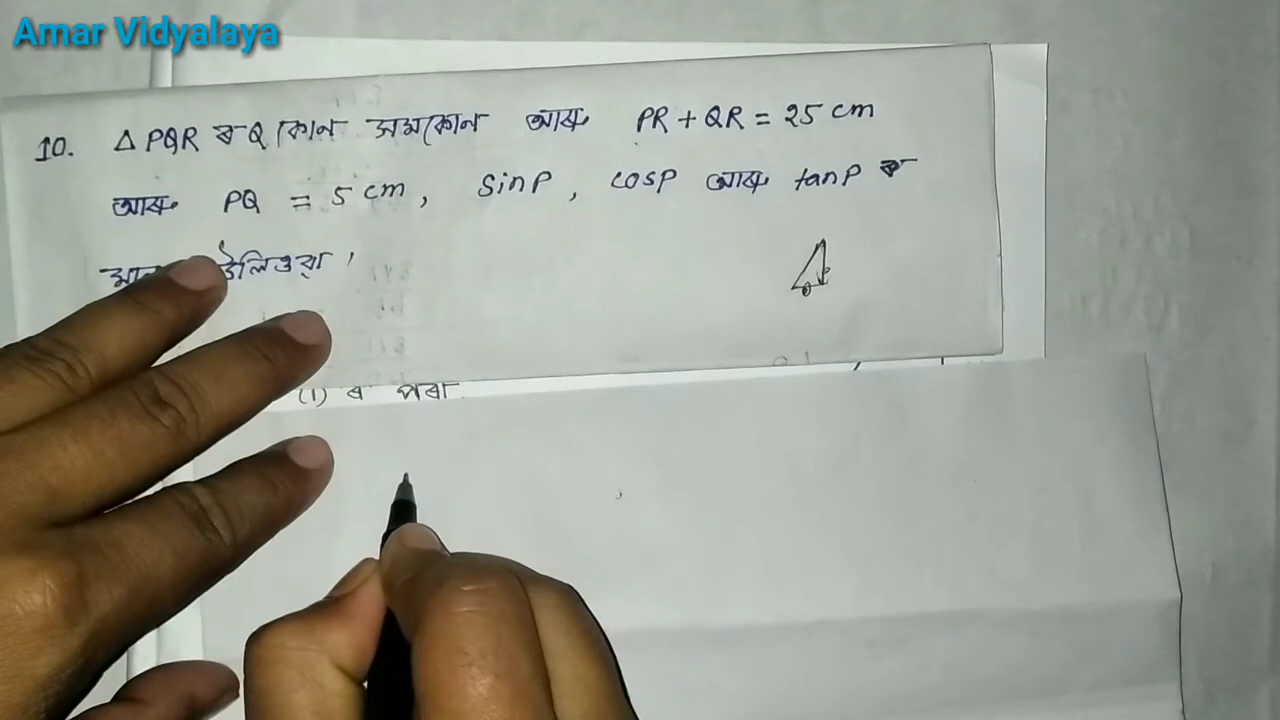 Amar Vidyalaya
10. △ PQR ৰ Q কোন সমকোন আৰু PR + QR = 25 cm
আৰু PQ = 5 cm, sinP, cosP আৰু tanP ৰ
উলিওৱা ।
(1) ৰ পৰা